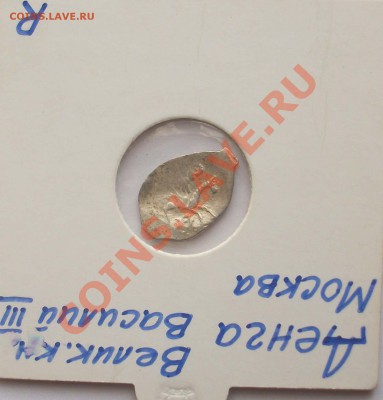 COINS.LAVE.RU
COINS.LAVE.RU
Денга Велик. кн.
Москва Василий III
R